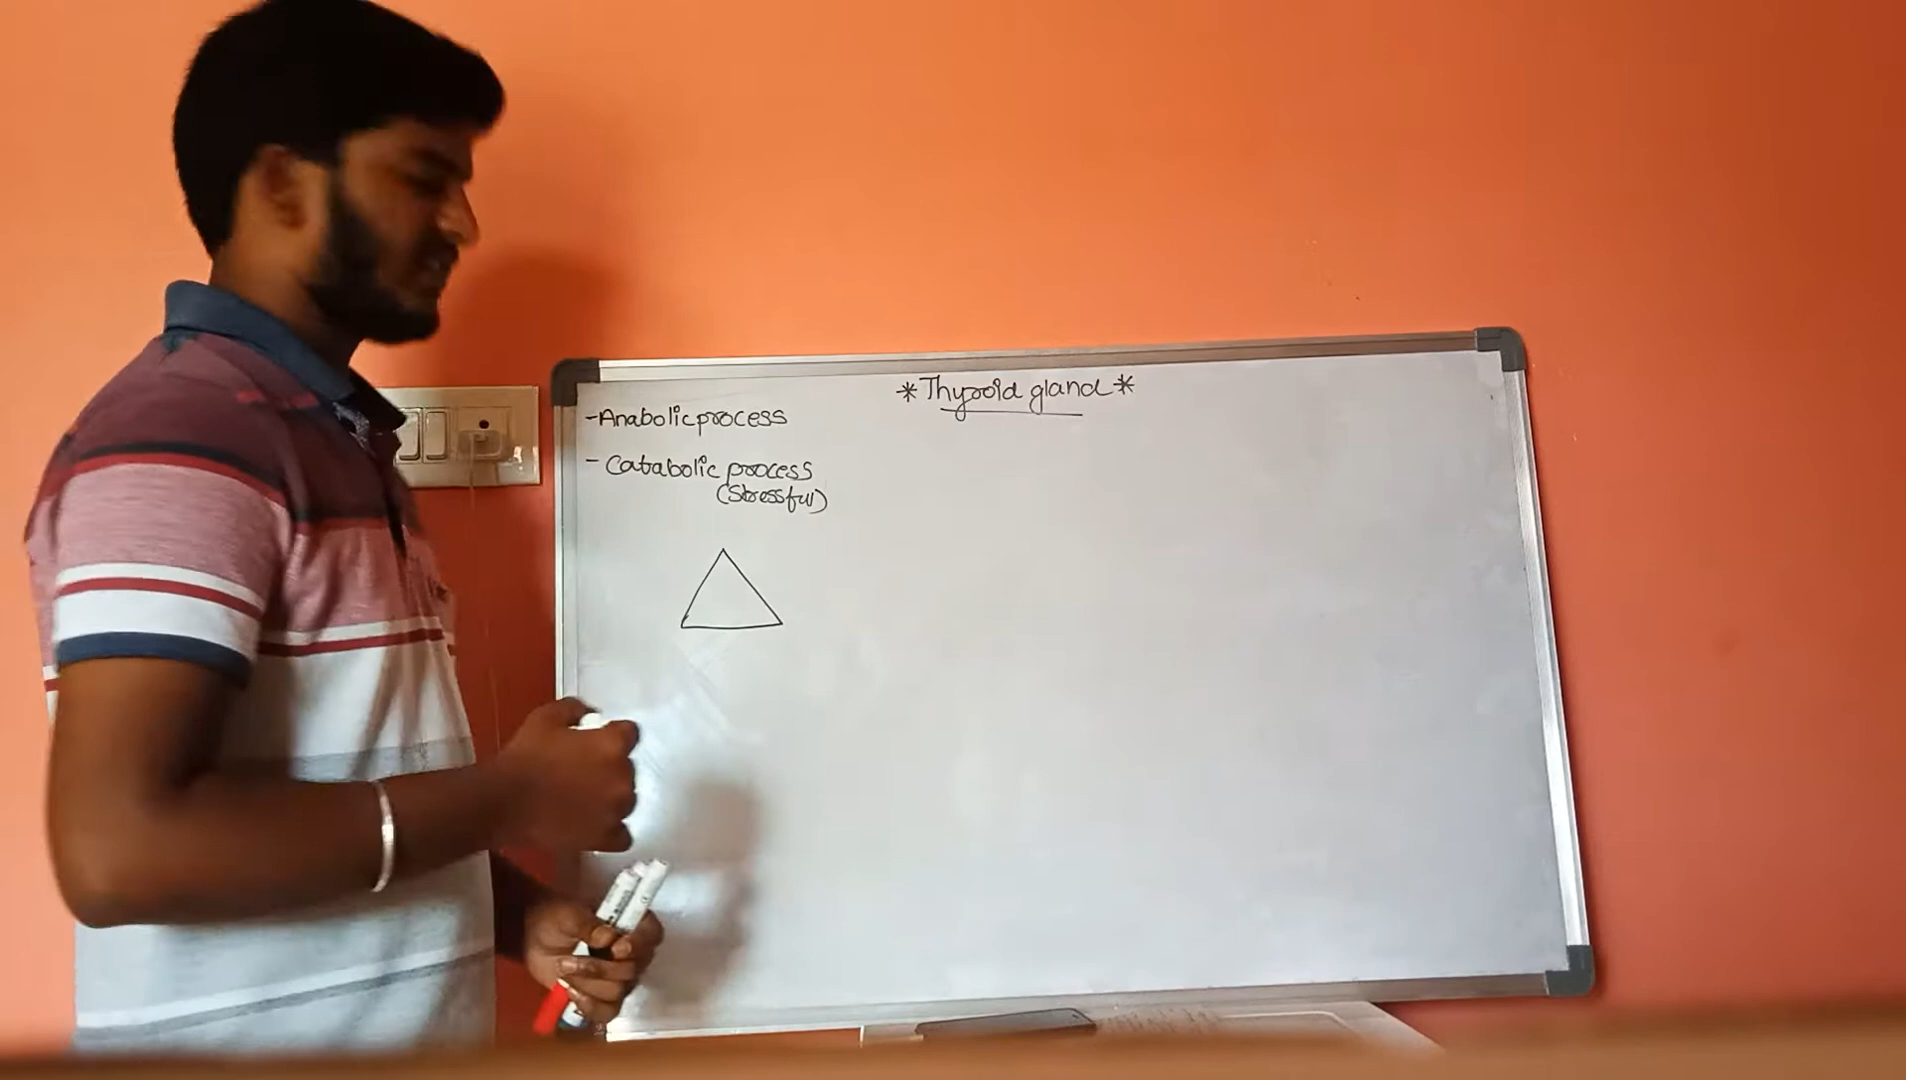 *Thyroid gland*
-Anabolic process
- Catabolic process
(Stressful)